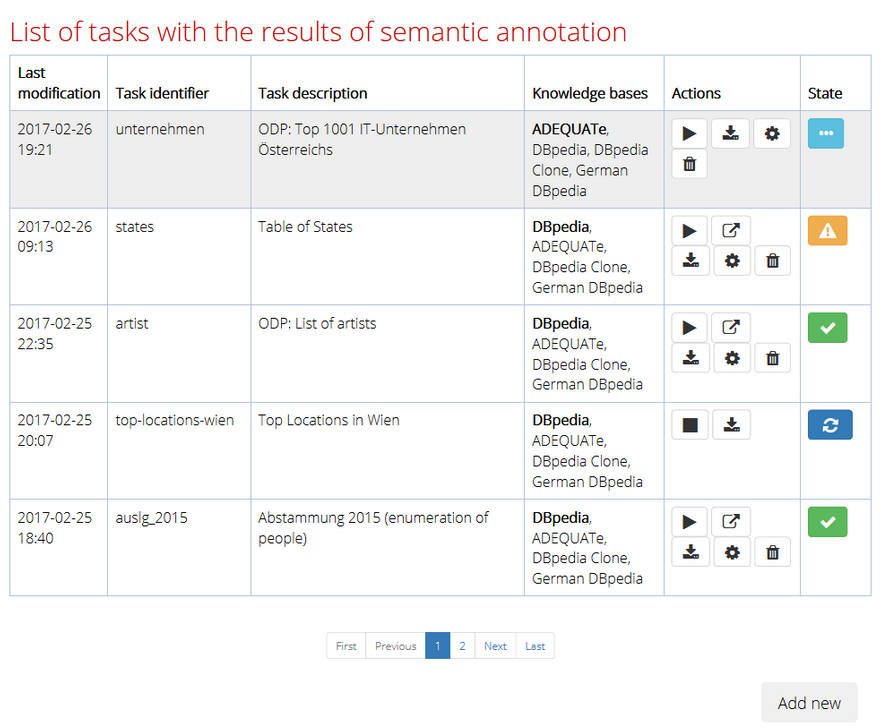 List of tasks with the results of semantic annotation
Last
modification
Task identifier
Task description
Knowledge bases
Actions
State
2017-02-26
19:21
unternehmen
ODP: Top 1001 IT-Unternehmen
Österreichs
ADEQUATe,
DBpedia, DBpedia
Clone, German
DBpedia
2017-02-26
09:13
states
Table of States
DBpedia,
ADEQUATe,
DBpedia Clone,
German DBpedia
2017-02-25
22:35
artist
ODP: List of artists
DBpedia,
ADEQUATe,
DBpedia Clone,
German DBpedia
2017-02-25
20:07
top-locations-wien
Top Locations in Wien
DBpedia,
ADEQUATe,
DBpedia Clone,
German DBpedia
2017-02-25
18:40
auslg_2015
Abstammung 2015 (enumeration of
people)
DBpedia,
ADEQUATe,
DBpedia Clone,
German DBpedia
First Previous 1 2 Next Last
Add new